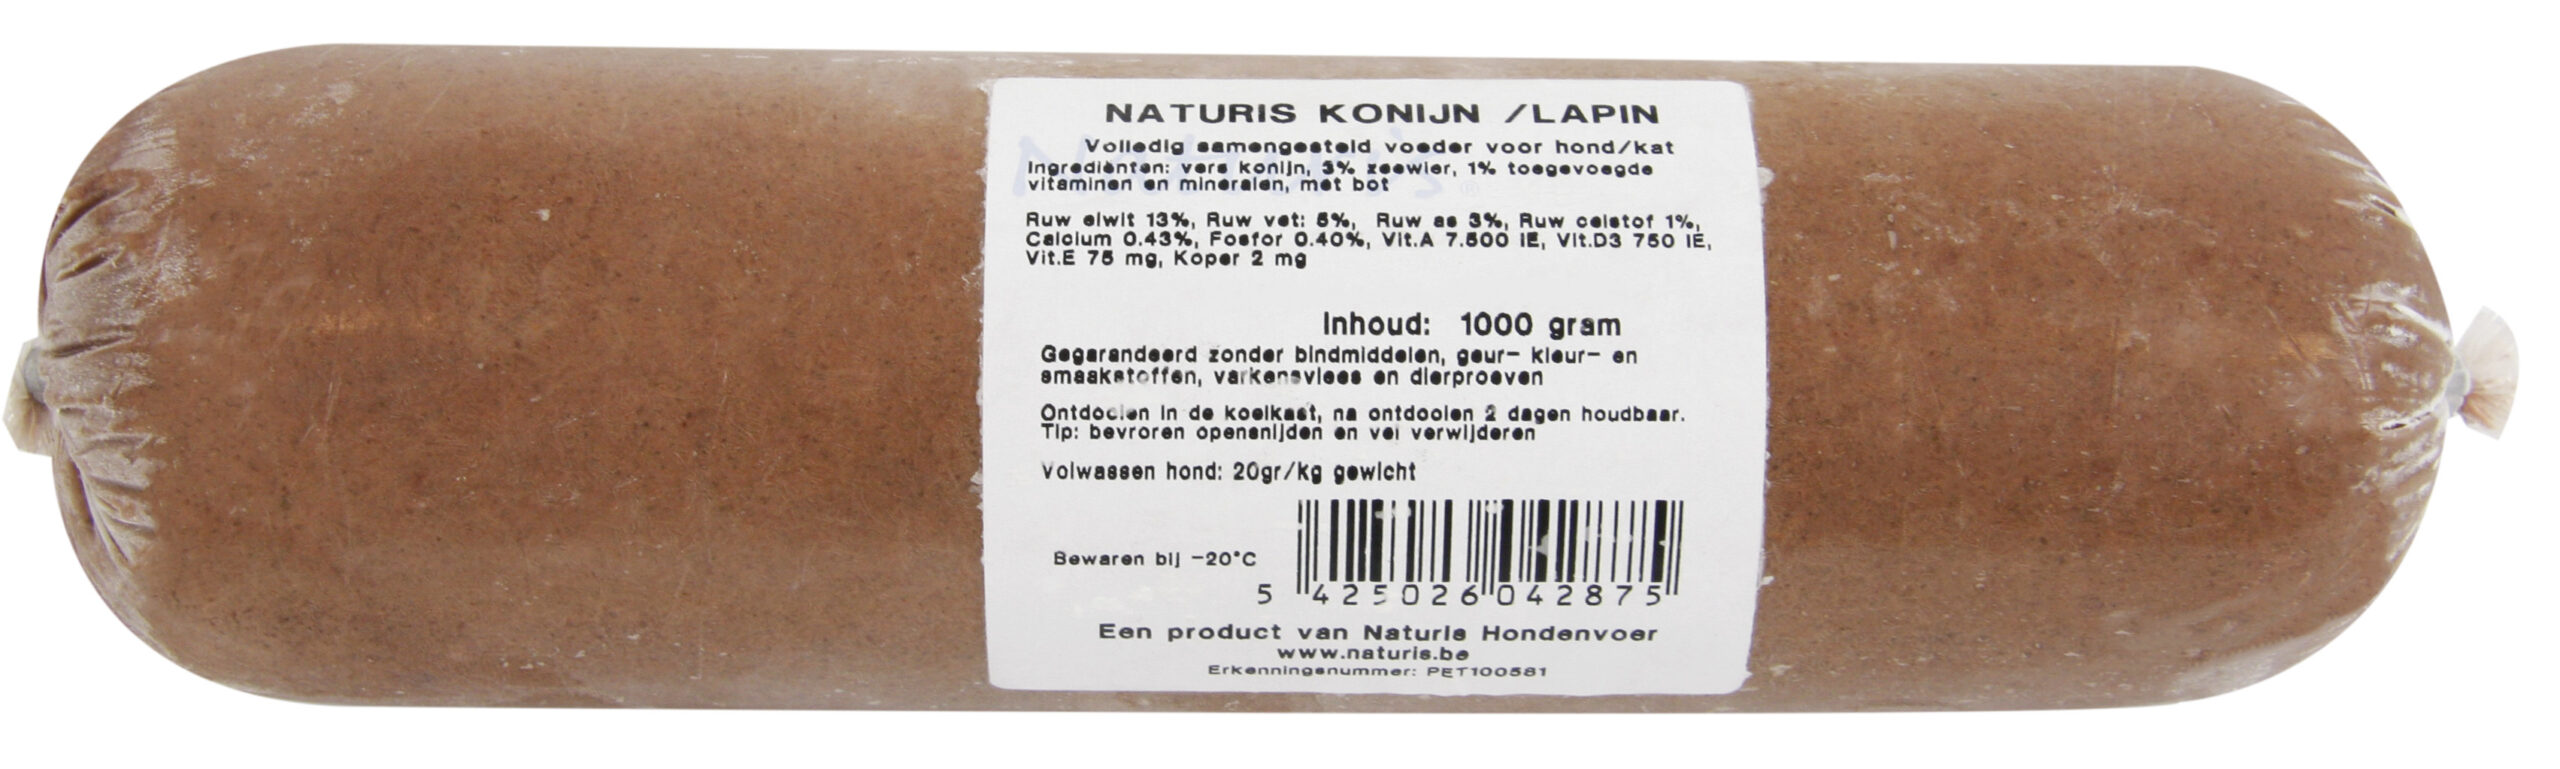 NATURIS KONIJN /LAPIN
Volledig samengesteld voeder voor hond/kat
Ingrediënten: vers konijn, 3% zeewier, 1% toegevoegde
vitaminen en mineralen, met bot
Ruw eiwit 13%, Ruw vet: 5%, Ruw as 3%, Ruw celstof 1%,
Calcium 0.43%, Fosfor 0.40%, Vit.A 7.500 IE, Vit.D3 750 IE,
Vit.E 75 mg, Koper 2 mg
Inhoud: 1000 gram
Gegarandeerd zonder bindmiddelen, geur- kleur- en
smaakstoffen, varkensvlees en dierproeven
Ontdooien in de koelkast, na ontdooien 2 dagen houdbaar.
Tip: bevroren opensnijden en vel verwijderen
Volwassen hond: 20gr/kg gewicht
Bewaren bij -20°C
5 425026 042875
Een product van Naturis Hondenvoer
www.naturis.be
Erkenningsnummer: PET100581